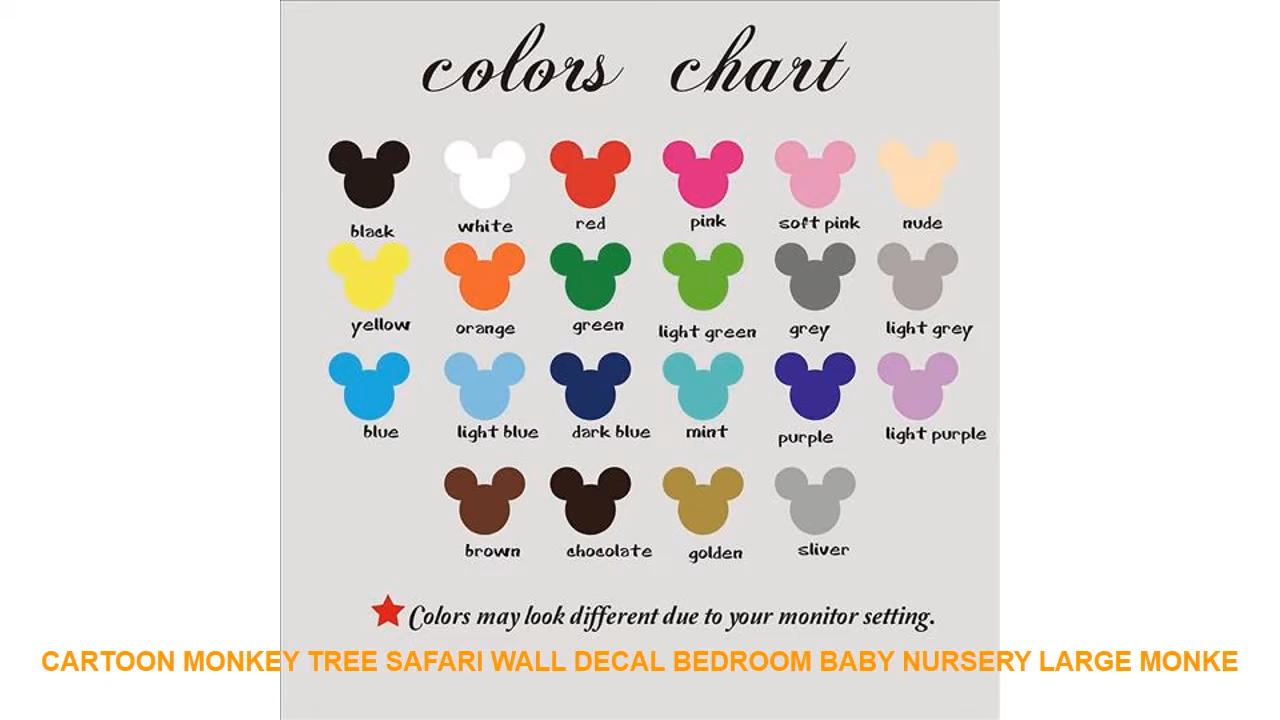 colors chart
black white red pink soft pink nude
yellow orange green light green grey light grey
blue light blue dark blue mint purple light purple
brown chocolate golden sliver
Colors may look different due to your monitor setting.
CARTOON MONKEY TREE SAFARI WALL DECAL BEDROOM BABY NURSERY LARGE MONKE